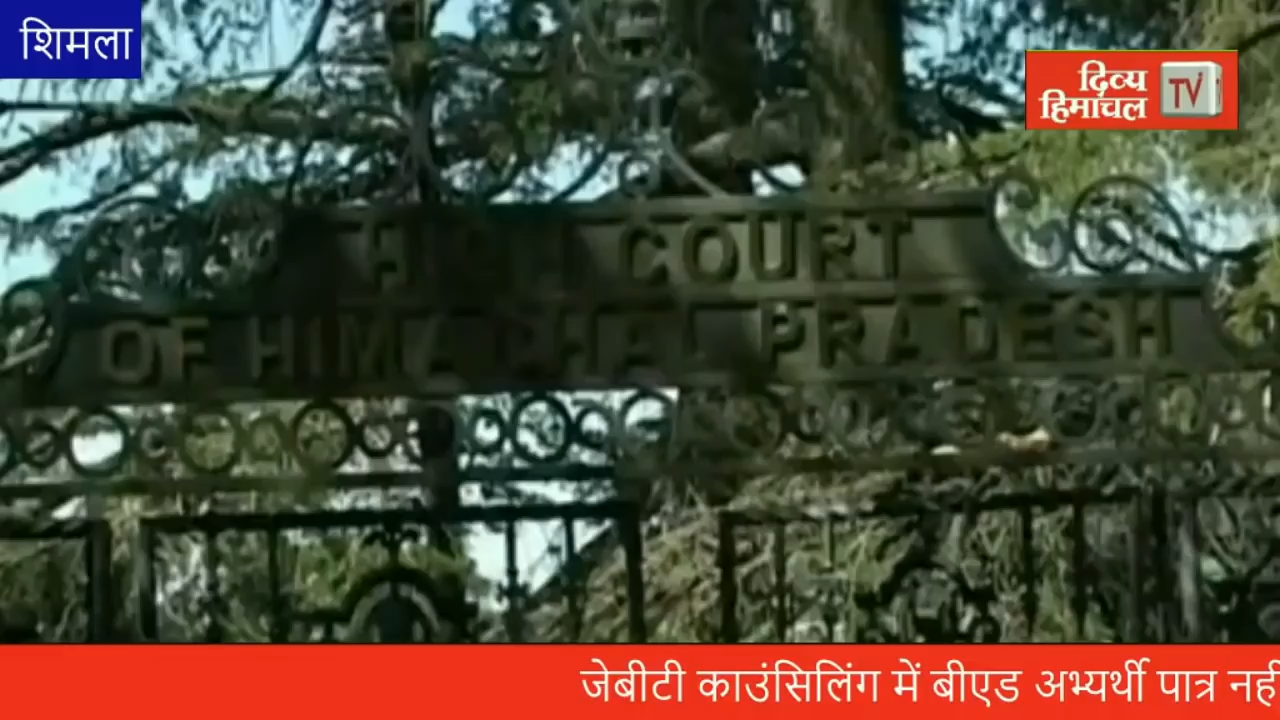 शिमला
दिव्य
हिमाचल
TV
HIGH COURT
OF HIMACHAL PRADESH
जेबीटी काउंसिलिंग में बीएड अभ्यर्थी पात्र